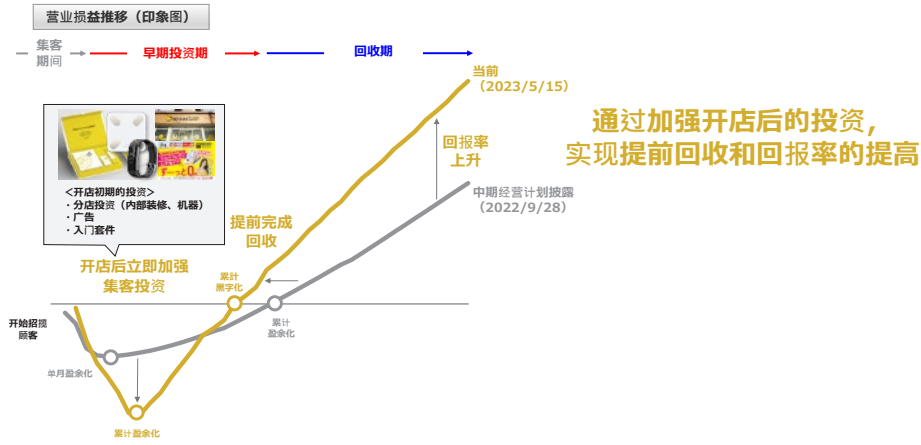 营业损益推移（印象图）
集客
期间
早期投资期
回收期
当前
（2023/5/15）
通过加强开店后的投资，
实现提前回收和回报率的提高
回报率
上升
中期经营计划披露
（2022/9/28）
＜开店初期的投资＞
・分店投资（内部装修、机器）
・广告
・入门套件
提前完成
回收
开店后立即加强
集客投资
累计
黑字化
开始招揽
顾客
累计
盈余化
单月盈余化
累计盈余化